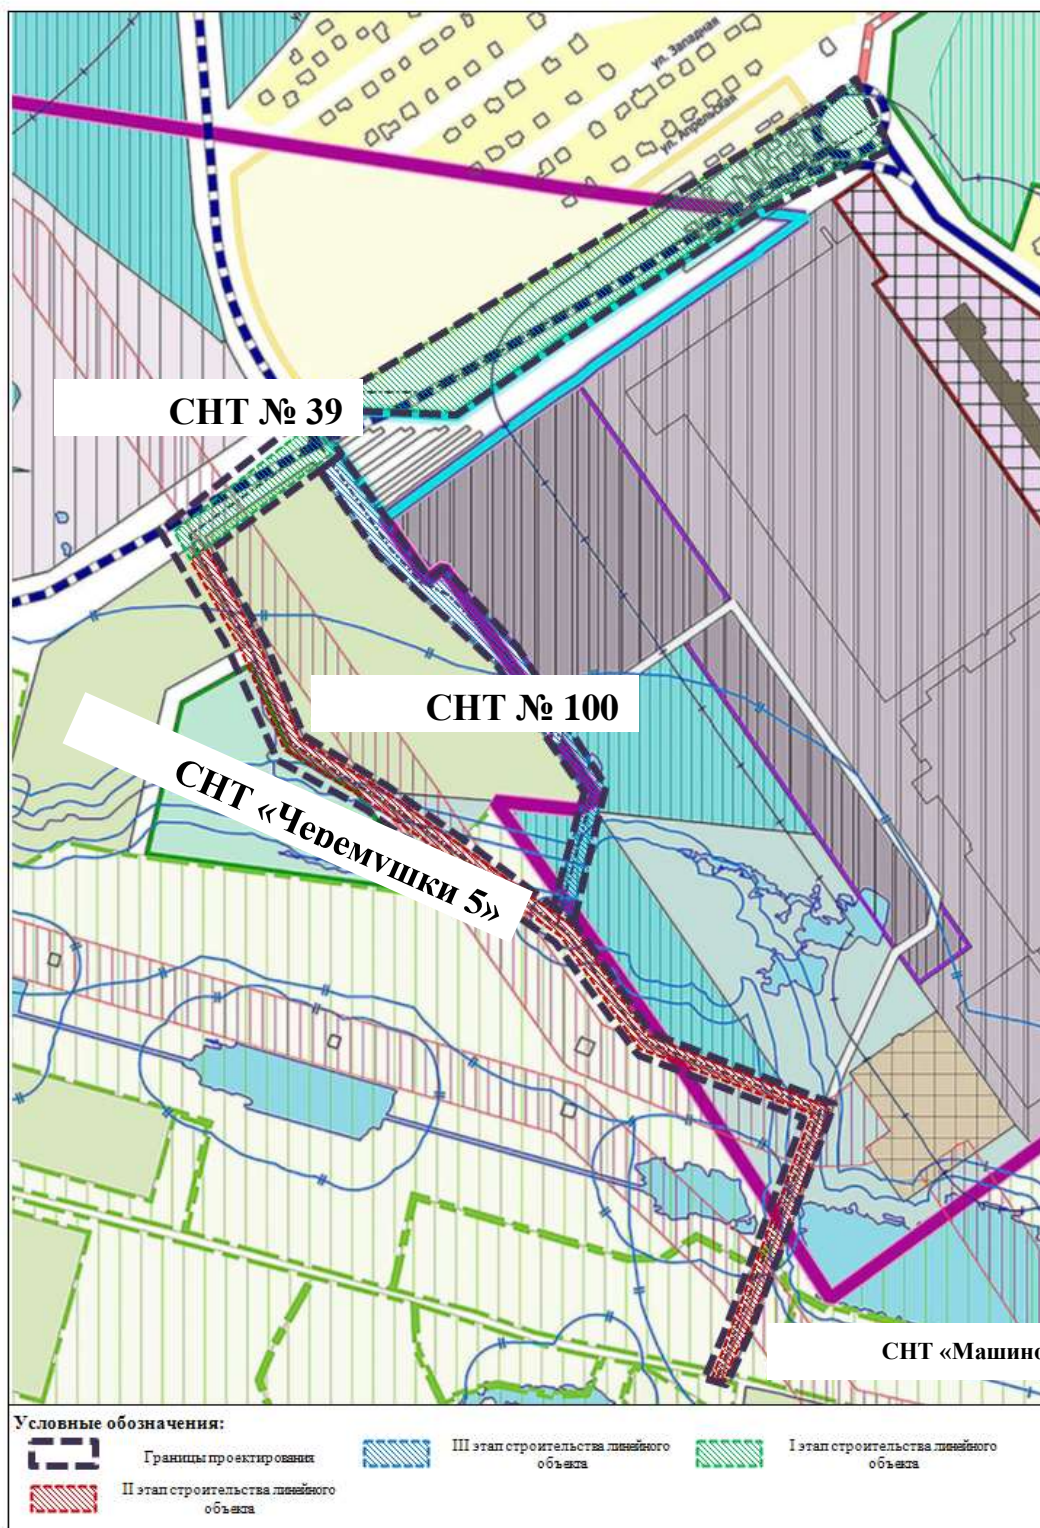 ул. Западная
ул. Апрельская
СНТ № 39
СНТ № 100
СНТ «Черемушки 5»
СНТ «Машино
Условные обозначения:
Границы проектирования
III этап строительства линейного
объекта
I этап строительства линейного
объекта
II этап строительства линейного
объекта